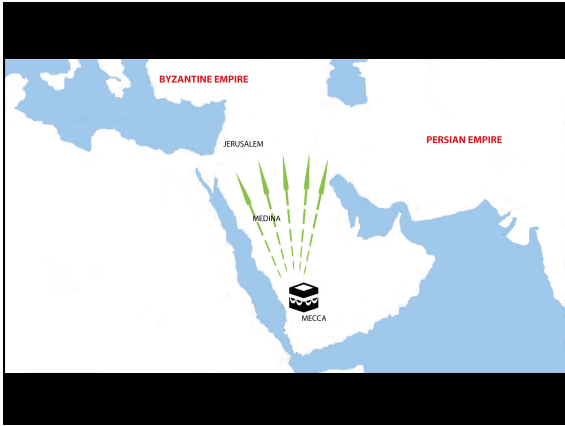 BYZANTINE EMPIRE
PERSIAN EMPIRE
JERUSALEM
MEDINA
MECCA